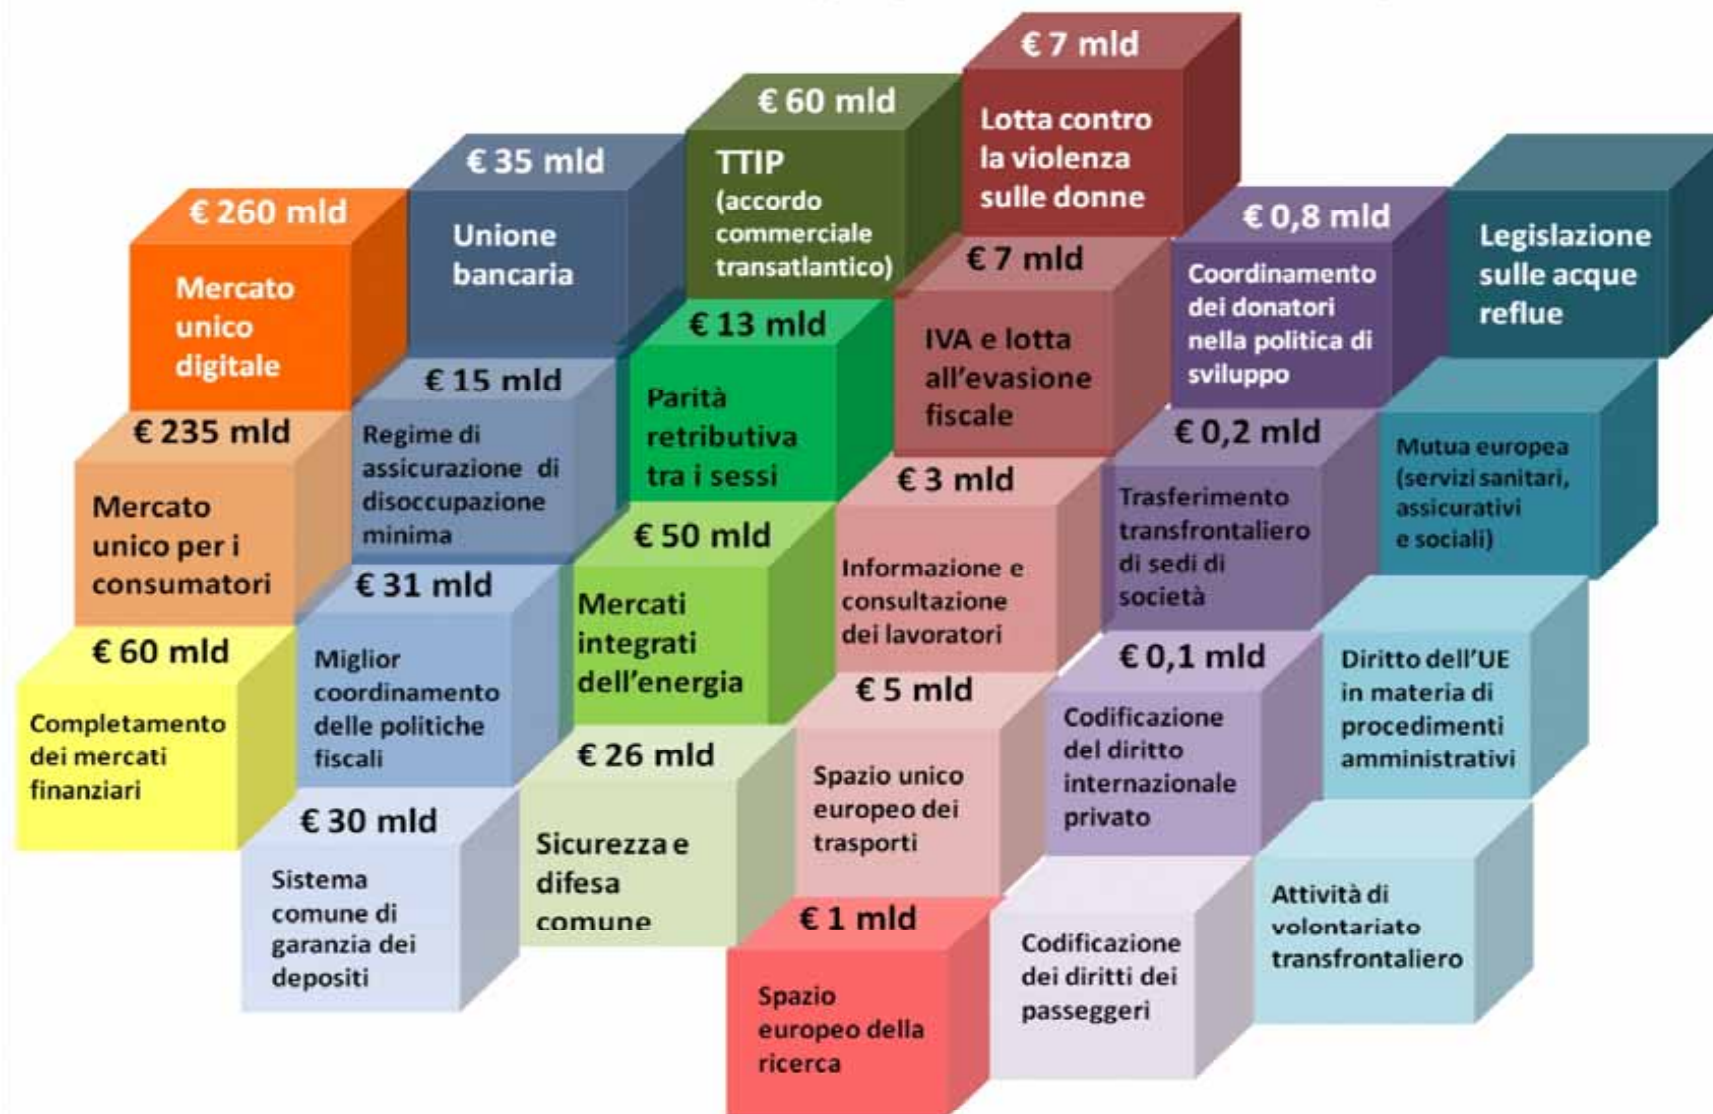 € 260 mld
Mercato
unico
digitale
€ 235 mld
Mercato
unico per i
consumatori
€ 60 mld
Completamento
dei mercati
finanziari
€ 35 mld
Unione
bancaria
€ 15 mld
Regime di
assicurazione di
disoccupazione
minima
€ 31 mld
Miglior
coordinamento
delle politiche
fiscali
€ 30 mld
Sistema
comune di
garanzia dei
depositi
€ 60 mld
TTIP
(accordo
commerciale
transatlantico)
€ 13 mld
Parità
retributiva
tra i sessi
€ 50 mld
Mercati
integrati
dell'energia
€ 26 mld
Sicurezza e
difesa
comune
€ 7 mld
Lotta contro
la violenza
sulle donne
€ 7 mld
IVA e lotta
all'evasione
fiscale
€ 3 mld
Informazione e
consultazione
dei lavoratori
€ 5 mld
Spazio unico
europeo dei
trasporti
€ 1 mld
Spazio
europeo della
ricerca
€ 0,8 mld
Coordinamento
dei donatori
nella politica di
sviluppo
€ 0,2 mld
Trasferimento
transfrontaliero
di sedi di
società
€ 0,1 mld
Codificazione
del diritto
internazionale
privato
Codificazione
dei diritti dei
passeggeri
Legislazione
sulle acque
reflue
Mutua europea
(servizi sanitari,
assicurativi
e sociali)
Diritto dell'UE
in materia di
procedimenti
amministrativi
Attività di
volontariato
transfrontaliero